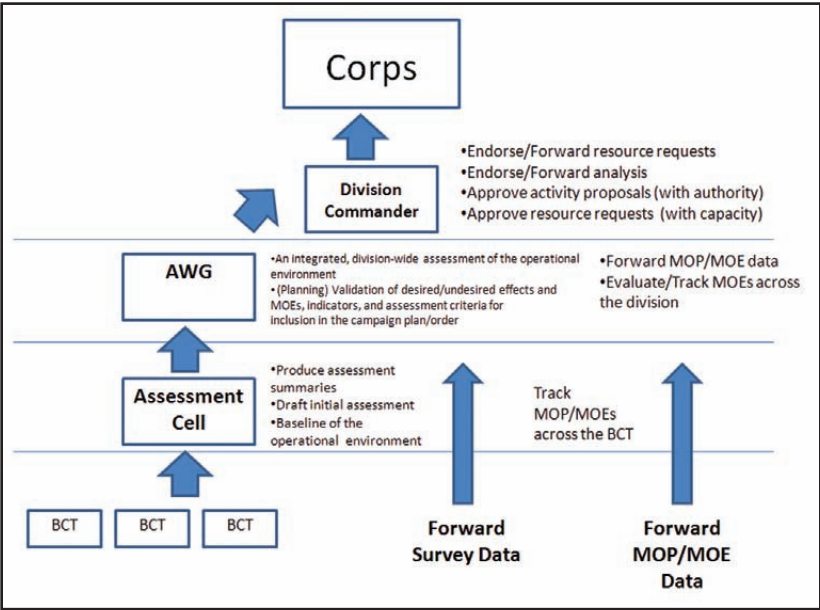 Corps
Division
Commander
•Endorse/Forward resource requests
•Endorse/Forward analysis
•Approve activity proposals (with authority)
•Approve resource requests (with capacity)
AWG
•An integrated, division-wide assessment of the operational
environment
• (Planning) Validation of desired/undesired effects and
MOEs, indicators, and assessment criteria for
inclusion in the campaign plan/order
•Forward MOP/MOE data
•Evaluate/Track MOEs across
the division
Assessment
Cell
•Produce assessment
summaries
•Draft initial assessment
•Baseline of the
operational environment
Track
MOP/MOEs
across the BCT
BCT
BCT
BCT
Forward
Survey Data
Forward
MOP/MOE
Data